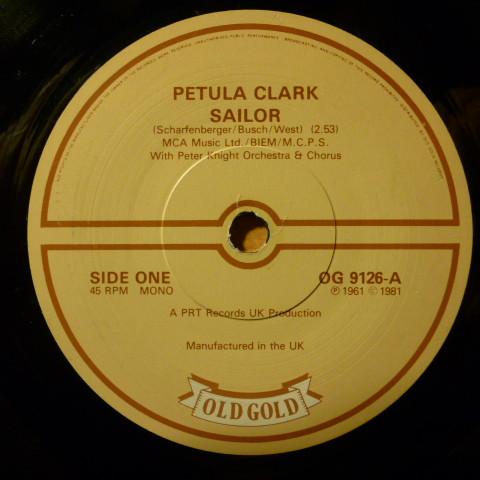 PETULA CLARK
SAILOR
(Scharfenberger/Busch/West) (2.53)
MCA Music Ltd./BIEM/M.C.P.S.
With Peter Knight Orchestra & Chorus
SIDE ONE
45 RPM MONO
OG 9126-A
℗ 1961 © 1981
A PRT Records UK Production
Manufactured in the UK
OLD GOLD